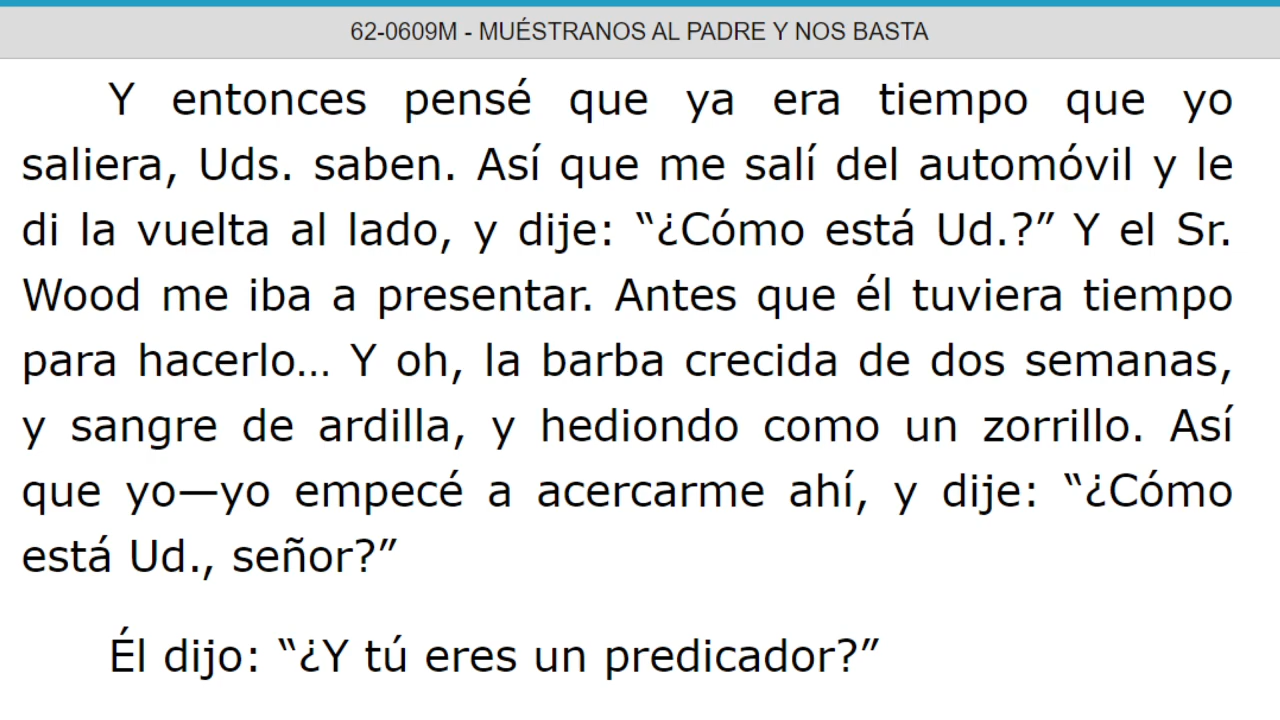 62-0609M - MUÉSTRANOS AL PADRE Y NOS BASTA
Y entonces pensé que ya era tiempo que yo
saliera, Uds. saben. Así que me salí del automóvil y le
di la vuelta al lado, y dije: “¿Cómo está Ud.?” Y el Sr.
Wood me iba a presentar. Antes que él tuviera tiempo
para hacerlo… Y oh, la barba crecida de dos semanas,
y sangre de ardilla, y hediondo como un zorrillo. Así
que yo—yo empecé a acercarme ahí, y dije: “¿Cómo
está Ud., señor?”
Él dijo: “¿Y tú eres un predicador?”